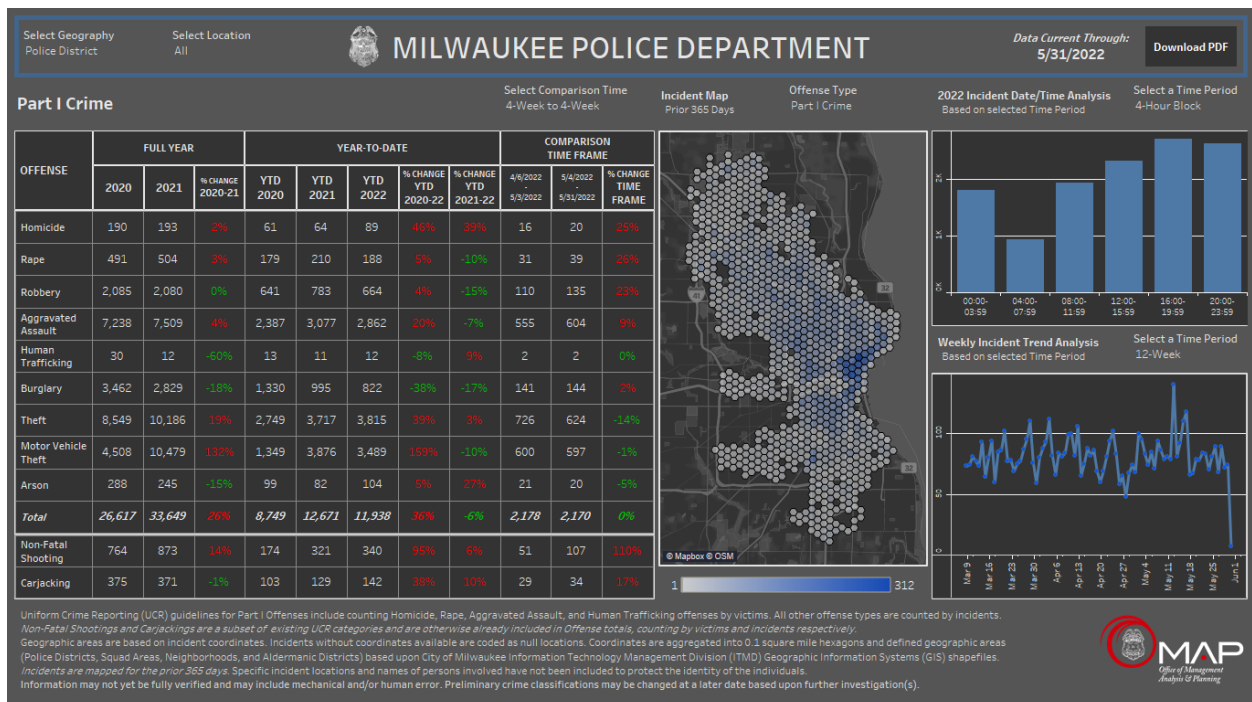 Select Geography
Police District
Select Location
All
MILWAUKEE POLICE DEPARTMENT
Data Current Through:
5/31/2022
Download PDF
Part I Crime
Select Comparison Time
4-Week to 4-Week
Incident Map
Prior 365 Days
Offense Type
Part I Crime
2022 Incident Date/Time Analysis
Based on selected Time Period
Select a Time Period
4-Hour Block
OFFENSE
FULL YEAR
YEAR-TO-DATE
COMPARISON
TIME FRAME
2020 2021 % CHANGE 2020-21 YTD 2020 YTD 2021 YTD 2022 % CHANGE YTD 2020-22 % CHANGE YTD 2021-22 4/6/2022 - 5/3/2022 5/4/2022 - 5/31/2022 % CHANGE TIME FRAME
Homicide 190 193 2% 61 64 89 46% 39% 16 20 25%
Rape 491 504 3% 179 210 188 5% -10% 31 39 26%
Robbery 2,085 2,080 0% 641 783 664 4% -15% 110 135 23%
Aggravated Assault 7,238 7,509 4% 2,387 3,077 2,862 20% -7% 555 604 9%
Human Trafficking 30 12 -60% 13 11 12 -8% 9% 2 2 0%
Burglary 3,462 2,829 -18% 1,330 995 822 -38% -17% 141 144 2%
Theft 8,549 10,186 19% 2,749 3,717 3,815 39% 3% 726 624 -14%
Motor Vehicle Theft 4,508 10,479 132% 1,349 3,876 3,489 159% -10% 600 597 -1%
Arson 288 245 -15% 99 82 104 5% 27% 21 20 -5%
Total 26,617 33,649 26% 8,749 12,671 11,938 36% -6% 2,178 2,170 0%
Non-Fatal Shooting 764 873 14% 174 321 340 95% 6% 51 107 110%
Carjacking 375 371 -1% 103 129 142 38% 10% 29 34 17%
41
32
32
© Mapbox © OSM
1 312
2K
1K
0K
00:00-03:59 04:00-07:59 08:00-11:59 12:00-15:59 16:00-19:59 20:00-23:59
Weekly Incident Trend Analysis
Based on selected Time Period
Select a Time Period
12-Week
100
50
0
Mar 9 Mar 16 Mar 23 Mar 30 Apr 6 Apr 13 Apr 20 Apr 27 May 4 May 11 May 18 May 25 Jun 1
Uniform Crime Reporting (UCR) guidelines for Part I Offenses include counting Homicide, Rape, Aggravated Assault, and Human Trafficking offenses by victims. All other offense types are counted by incidents.
Non-Fatal Shootings and Carjackings are a subset of existing UCR categories and are otherwise already included in Offense totals, counting by victims and incidents respectively.
Geographic areas are based on incident coordinates. Incidents without coordinates available are coded as null locations. Coordinates are aggregated into 0.1 square mile hexagons and defined geographic areas
(Police Districts, Squad Areas, Neighborhoods, and Aldermanic Districts) based upon City of Milwaukee Information Technology Management Division (ITMD) Geographic Information Systems (GIS) shapefiles.
Incidents are mapped for the prior 365 days. Specific incident locations and names of persons involved have not been included to protect the identity of the individuals.
Information may not yet be fully verified and may include mechanical and/or human error. Preliminary crime classifications may be changed at a later date based upon further investigation(s).
MAP
Office of Management
Analysis & Planning